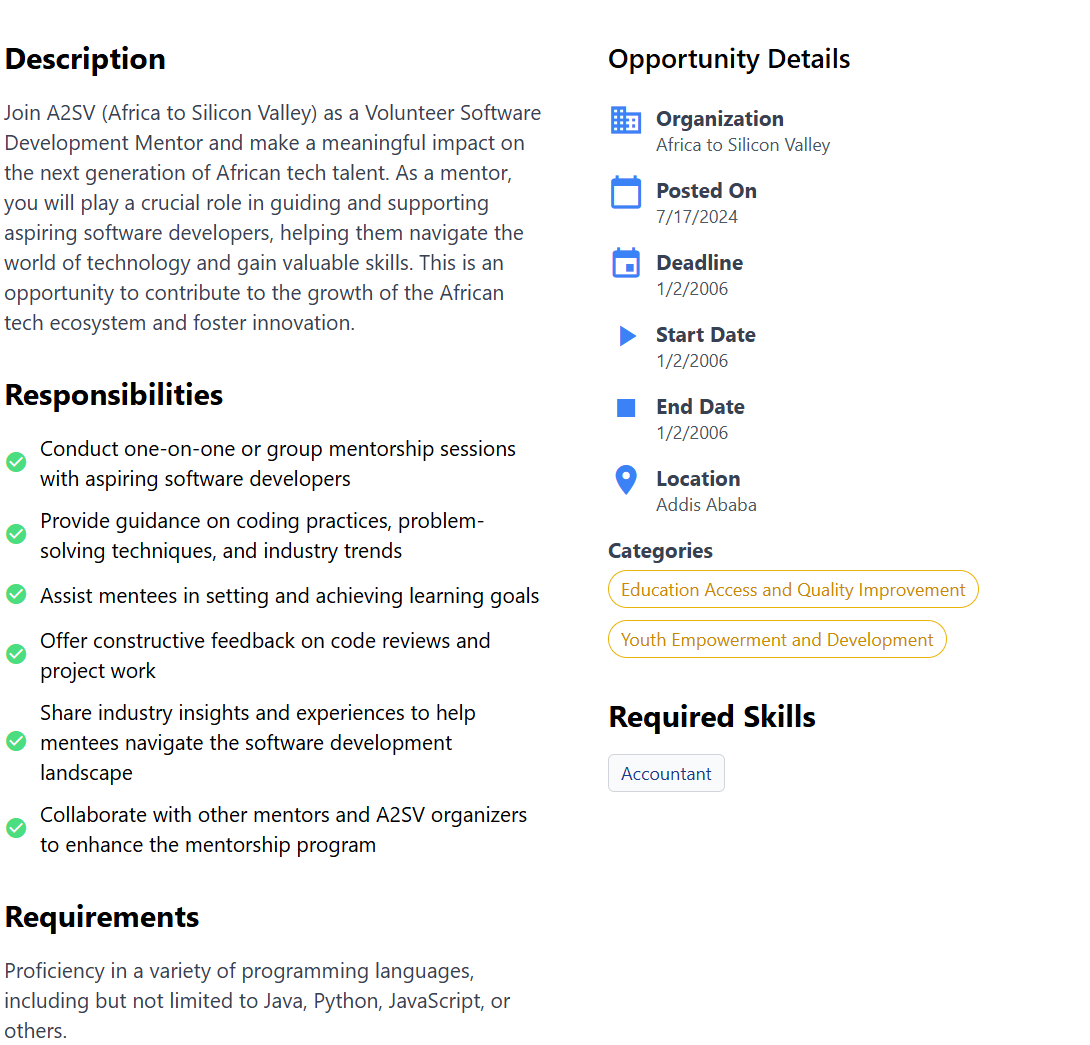 Description
Join A2SV (Africa to Silicon Valley) as a Volunteer Software
Development Mentor and make a meaningful impact on
the next generation of African tech talent. As a mentor,
you will play a crucial role in guiding and supporting
aspiring software developers, helping them navigate the
world of technology and gain valuable skills. This is an
opportunity to contribute to the growth of the African
tech ecosystem and foster innovation.
Responsibilities
Conduct one-on-one or group mentorship sessions
with aspiring software developers
Provide guidance on coding practices, problem-
solving techniques, and industry trends
Assist mentees in setting and achieving learning goals
Offer constructive feedback on code reviews and
project work
Share industry insights and experiences to help
mentees navigate the software development
landscape
Collaborate with other mentors and A2SV organizers
to enhance the mentorship program
Requirements
Proficiency in a variety of programming languages,
including but not limited to Java, Python, JavaScript, or
others.
Opportunity Details
Organization
Africa to Silicon Valley
Posted On
7/17/2024
Deadline
1/2/2006
Start Date
1/2/2006
End Date
1/2/2006
Location
Addis Ababa
Categories
Education Access and Quality Improvement
Youth Empowerment and Development
Required Skills
Accountant